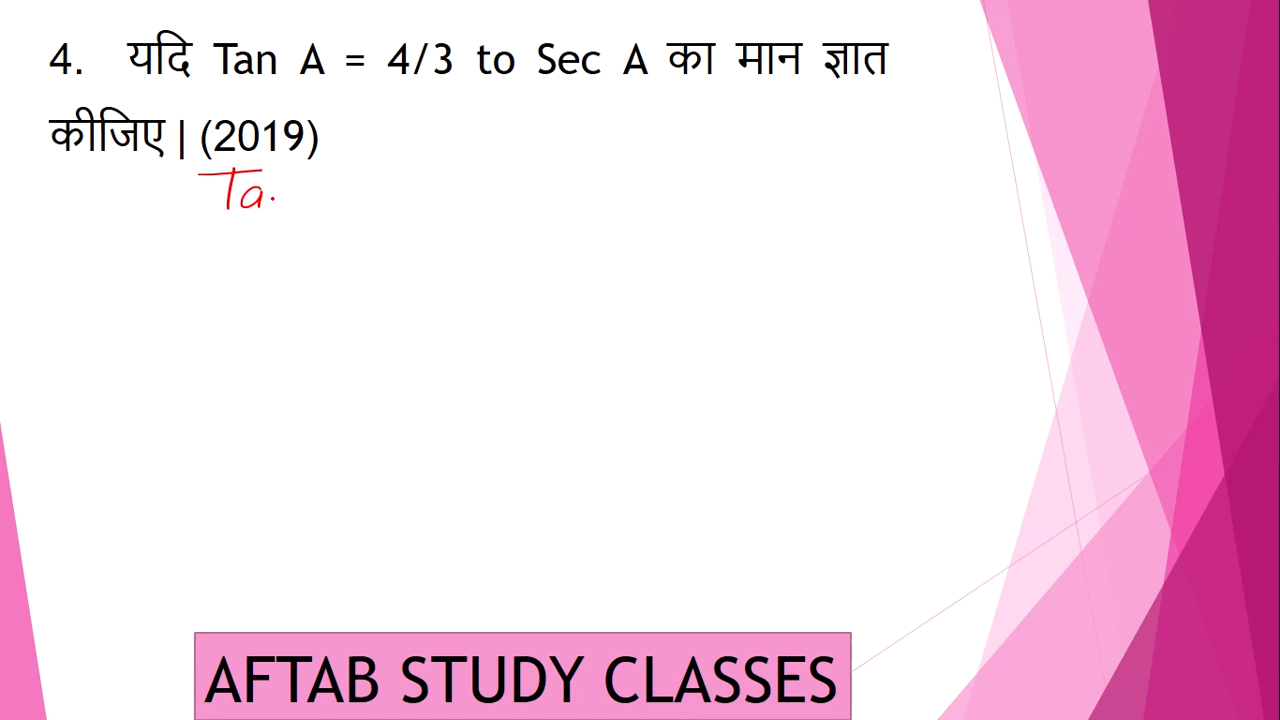 4. यदि Tan A = 4/3 to Sec A का मान ज्ञात
कीजिए | (2019)
Ta.
AFTAB STUDY CLASSES